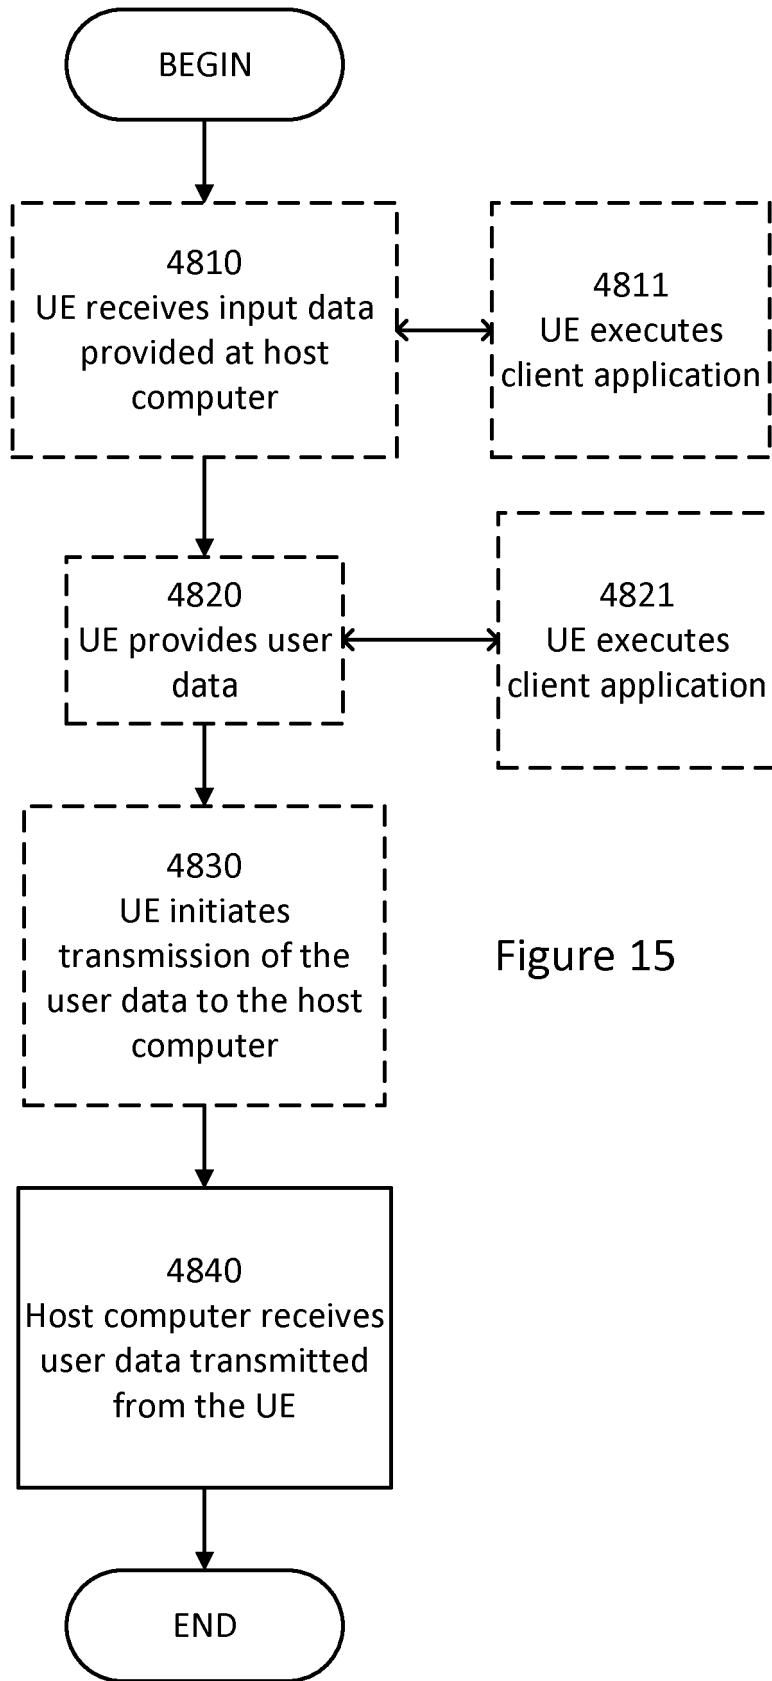 BEGIN
4810
UE receives input data
provided at host
computer
4811
UE executes
client application
4820
UE provides user
data
4821
UE executes
client application
4830
UE initiates
transmission of the
user data to the host
computer
Figure 15
4840
Host computer receives
user data transmitted
from the UE
END